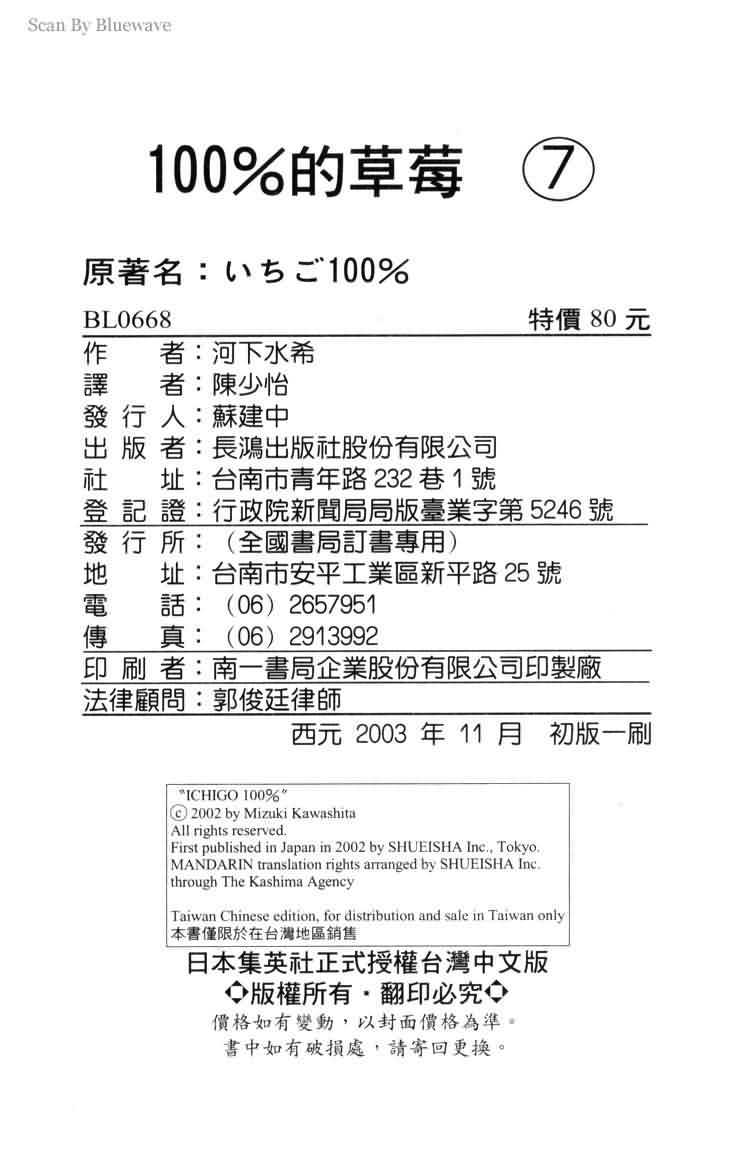 Scan By Bluewave
100%的草莓 ⑦
原著名：いちご100%
BL0668 特價 80 元
作者：河下水希
譯者：陳少怡
發行人：蘇建中
出版者：長鴻出版社股份有限公司
社址：台南市青年路 232 巷 1 號
登記證：行政院新聞局局版臺業字第 5246 號
發行所：（全國書局訂書專用）
地址：台南市安平工業區新平路 25 號
電話：（06）2657951
傳真：（06）2913992
印刷者：南一書局企業股份有限公司印製廠
法律顧問：郭俊廷律師
西元 2003 年 11 月 初版一刷
〝ICHIGO 100%〞
ⓒ 2002 by Mizuki Kawashita
All rights reserved.
First published in Japan in 2002 by SHUEISHA Inc., Tokyo.
MANDARIN translation rights arranged by SHUEISHA Inc.
through The Kashima Agency
Taiwan Chinese edition, for distribution and sale in Taiwan only
本書僅限於在台灣地區銷售
日本集英社正式授權台灣中文版
◇版權所有・翻印必究◇
價格如有變動，以封面價格為準。
書中如有破損處，請寄回更換。